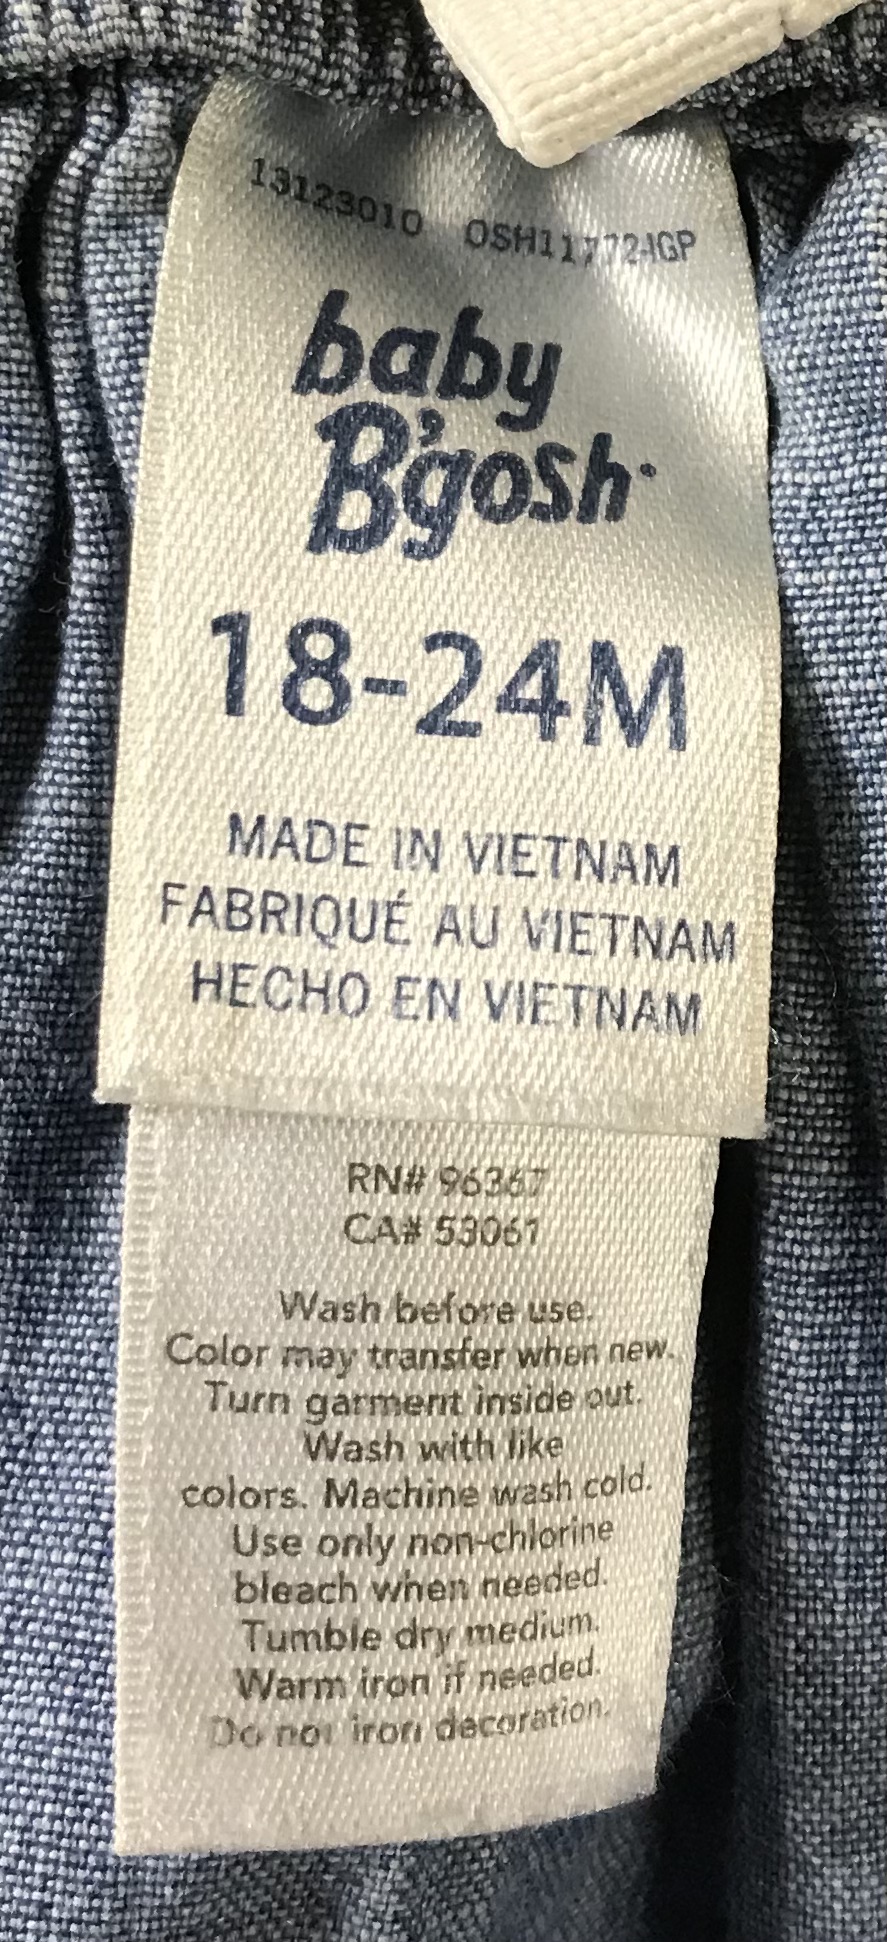 13123010 OSH11772-IGP
baby
B'gosh
18-24M
MADE IN VIETNAM
FABRIQUÉ AU VIETNAM
HECHO EN VIETNAM
RN# 96367
CA# 53061
Wash before use.
Color may transfer when new.
Turn garment inside out.
Wash with like
colors. Machine wash cold.
Use only non-chlorine
bleach when needed.
Tumble dry medium.
Warm iron if needed.
Do not iron decoration.